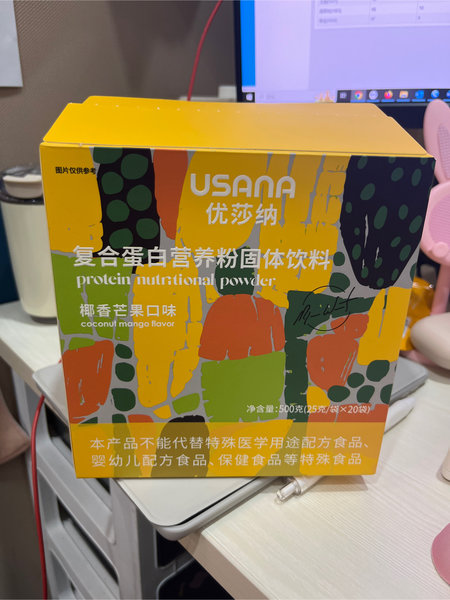 图片仅供参考
USANA
优莎纳
复合蛋白营养粉固体饮料
protein nutritional powder
椰香芒果口味
coconut mango flavor
净含量:500克(25克/袋×20袋)
本产品不能代替特殊医学用途配方食品、
婴幼儿配方食品、保健食品等特殊食品